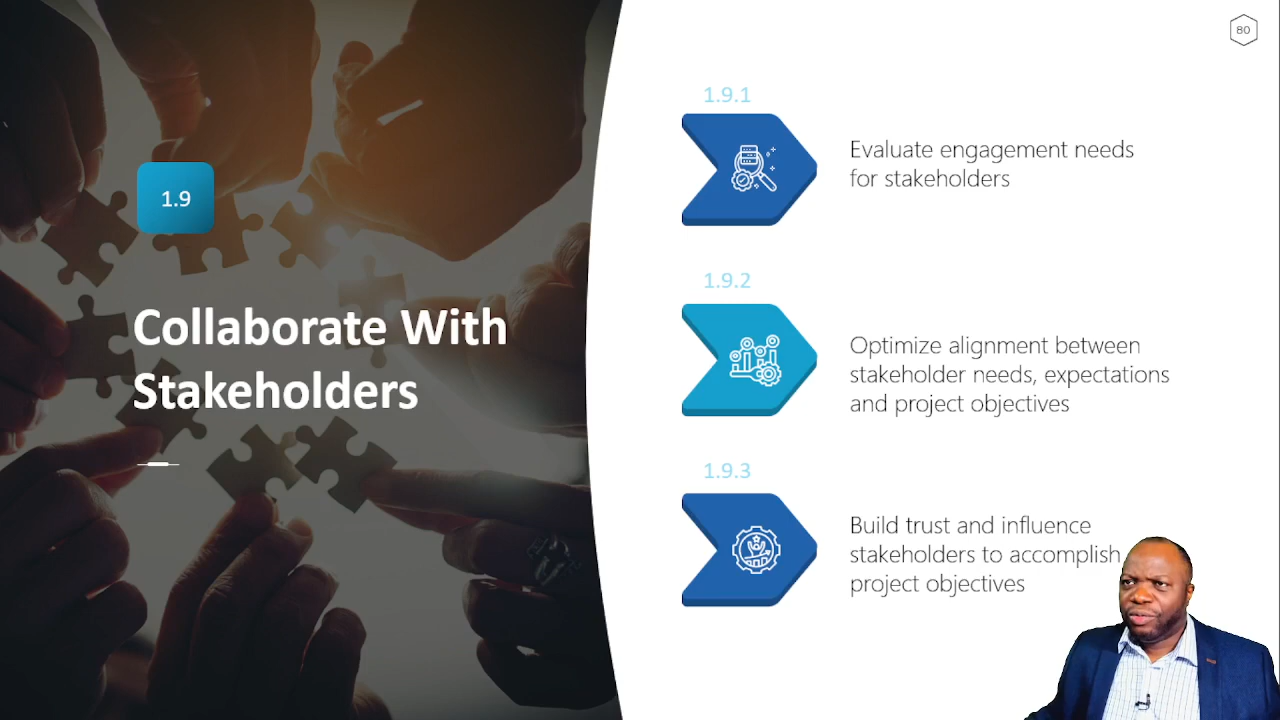 80
1.9
Collaborate With
Stakeholders
1.9.1
Evaluate engagement needs
for stakeholders
1.9.2
Optimize alignment between
stakeholder needs, expectations
and project objectives
1.9.3
Build trust and influence
stakeholders to accomplish
project objectives